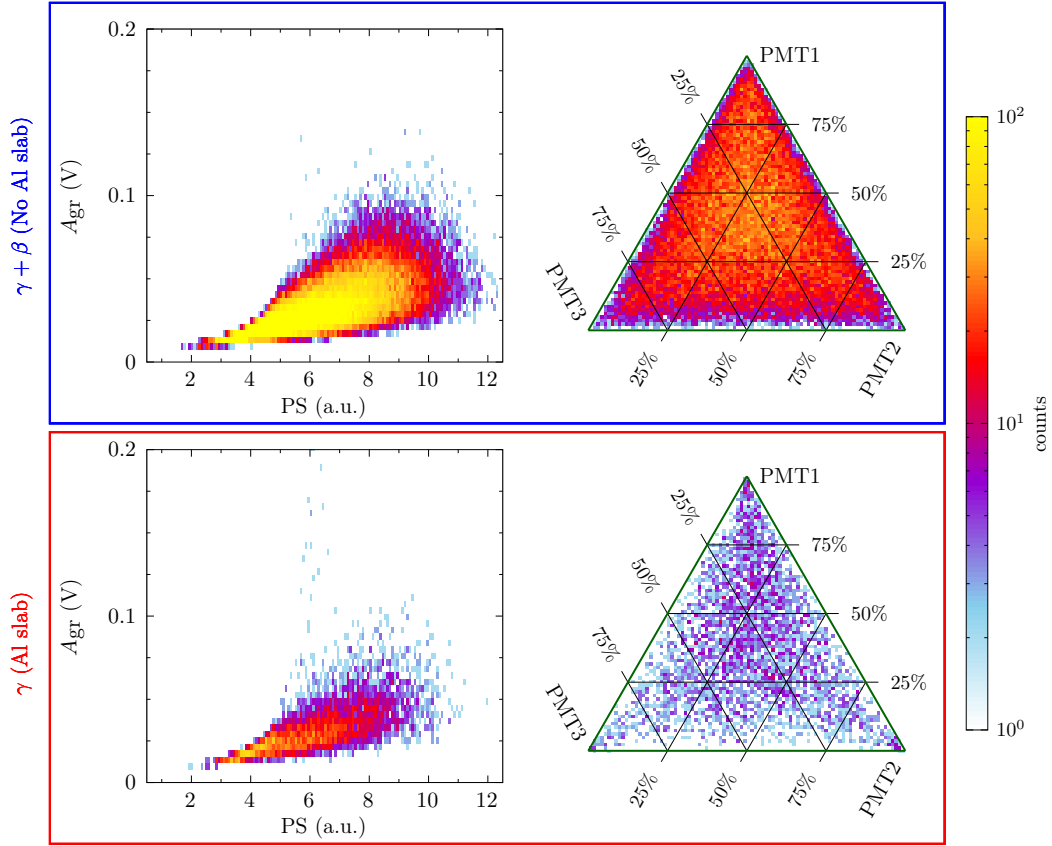 γ + β (No Al slab)
A_gr (V)
0.2
0.1
0
2 4 6 8 10 12
PS (a.u.)
PMT1
25%
75%
50%
50%
75%
25%
PMT3
25%
50%
75%
PMT2
γ (Al slab)
A_gr (V)
0.2
0.1
0
2 4 6 8 10 12
PS (a.u.)
PMT1
25%
75%
50%
50%
75%
25%
PMT3
25%
50%
75%
PMT2
10^2
10^1
10^0
counts